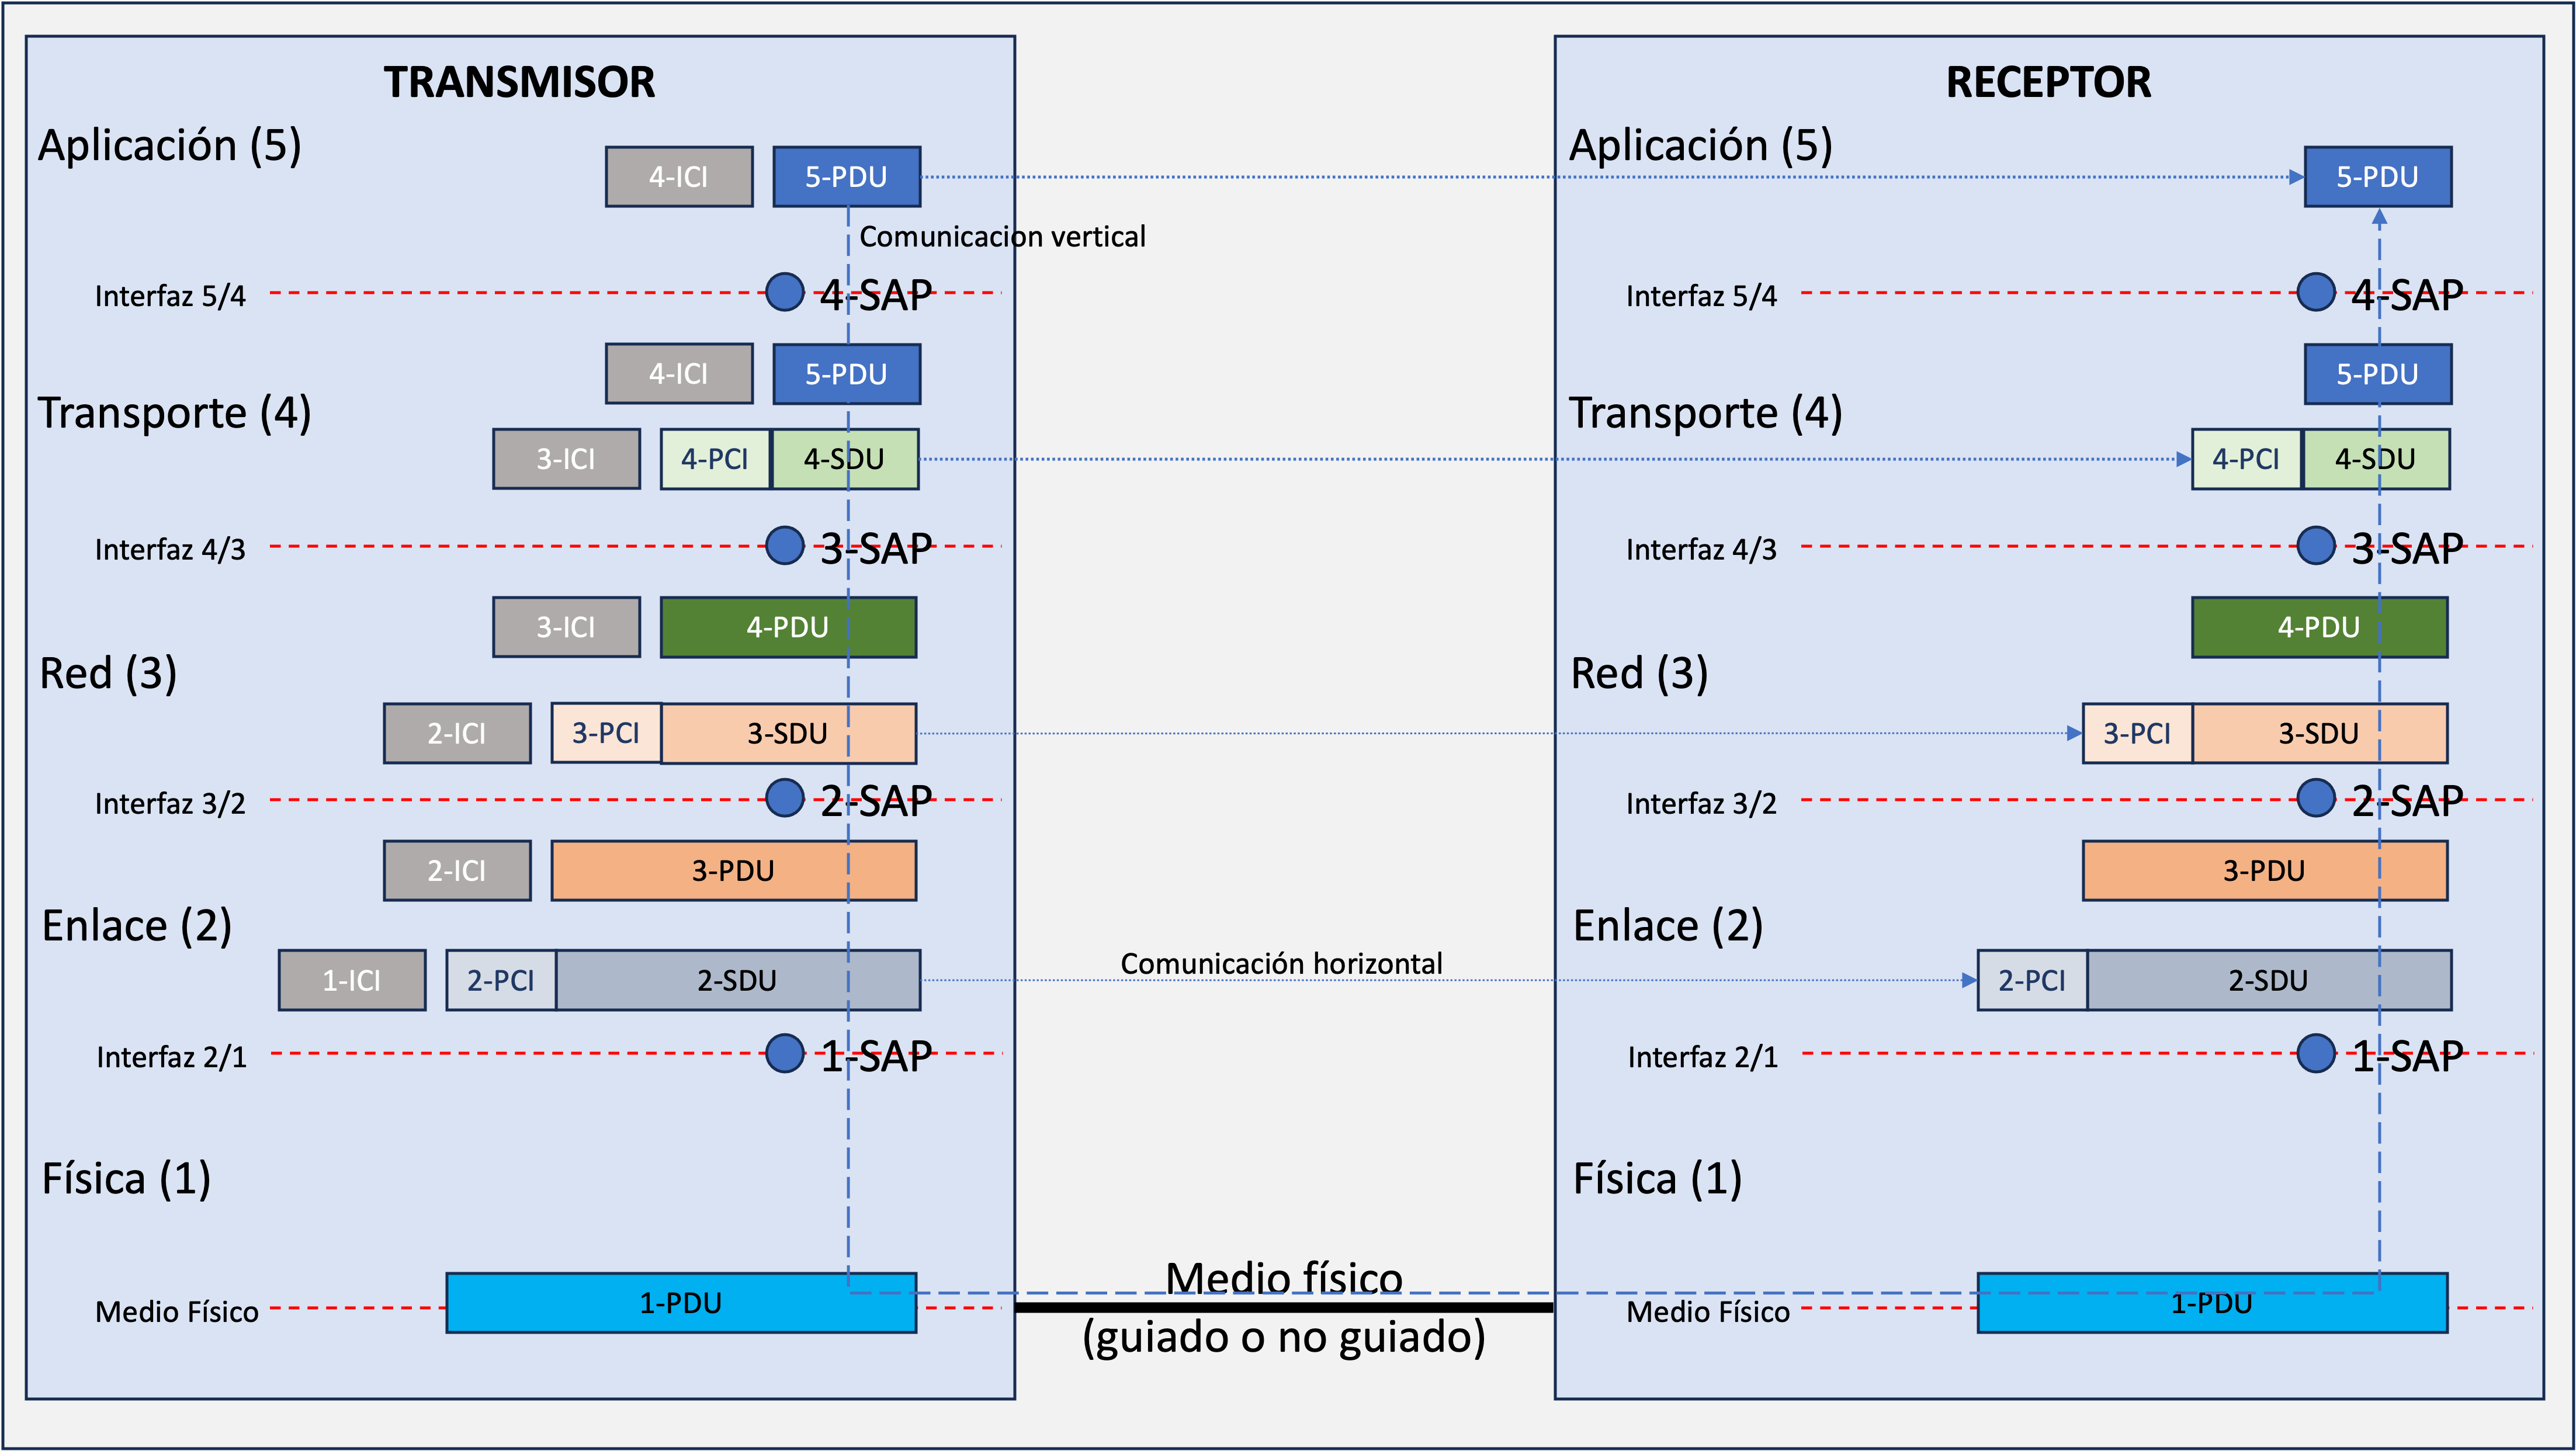 TRANSMISOR
Aplicación (5)
4-ICI 5-PDU
Comunicacion vertical
Interfaz 5/4 4-SAP
4-ICI 5-PDU
Transporte (4)
3-ICI 4-PCI 4-SDU
Interfaz 4/3 3-SAP
3-ICI 4-PDU
Red (3)
2-ICI 3-PCI 3-SDU
Interfaz 3/2 2-SAP
2-ICI 3-PDU
Enlace (2)
1-ICI 2-PCI 2-SDU
Interfaz 2/1 1-SAP
Física (1)
Medio Físico 1-PDU
Comunicación horizontal
Medio físico
(guiado o no guiado)
RECEPTOR
Aplicación (5)
5-PDU
Interfaz 5/4 4-SAP
5-PDU
Transporte (4)
4-PCI 4-SDU
Interfaz 4/3 3-SAP
4-PDU
Red (3)
3-PCI 3-SDU
Interfaz 3/2 2-SAP
3-PDU
Enlace (2)
2-PCI 2-SDU
Interfaz 2/1 1-SAP
Física (1)
Medio Físico 1-PDU